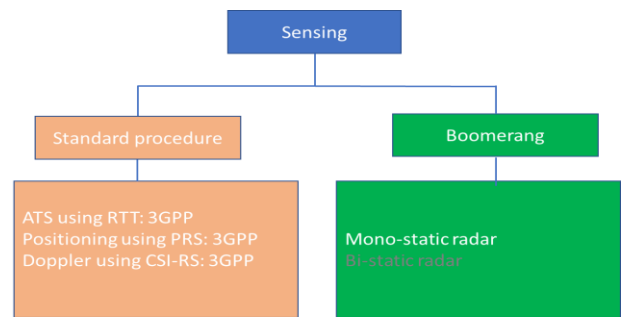 Sensing
Standard procedure
Boomerang
ATS using RTT: 3GPP
Positioning using PRS: 3GPP
Doppler using CSI-RS: 3GPP
Mono-static radar
Bi-static radar